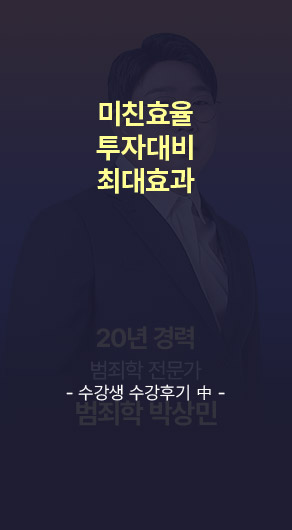 미친효율
투자대비
최대효과
20년 경력
범죄학 전문가
- 수강생 수강후기 中 -
범죄학 박상민